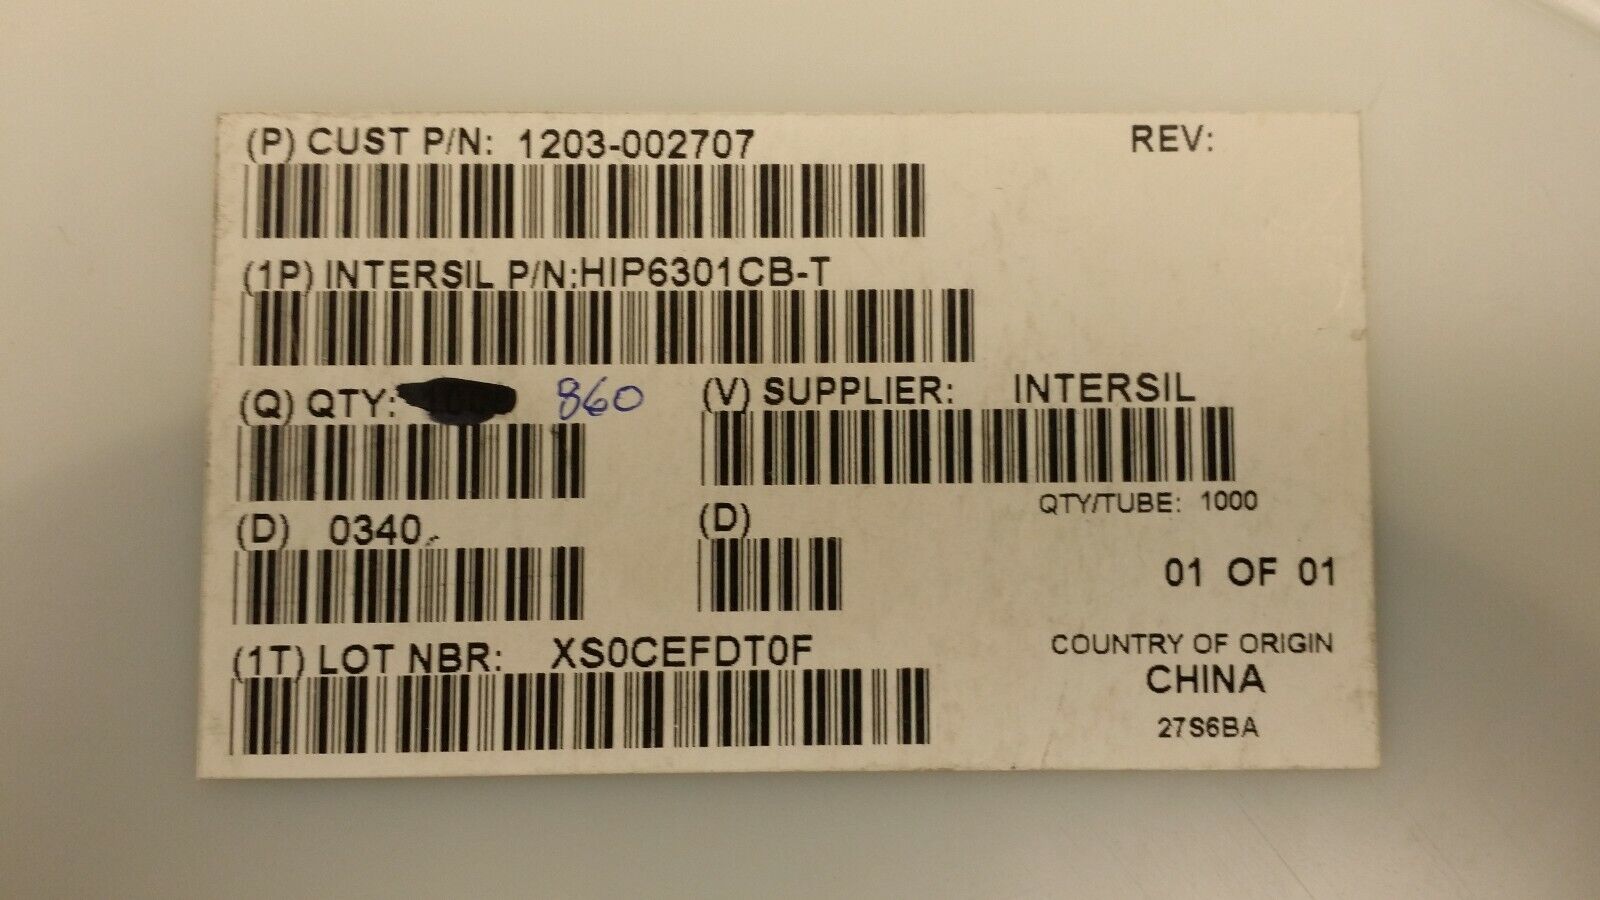 (P) CUST P/N: 1203-002707 REV:
(1P) INTERSIL P/N:HIP6301CB-T
(Q) QTY: 860 (V) SUPPLIER: INTERSIL
QTY/TUBE: 1000
(D) 0340 (D)
01 OF 01
(1T) LOT NBR: XS0CEFDT0F
COUNTRY OF ORIGIN
CHINA
27S6BA